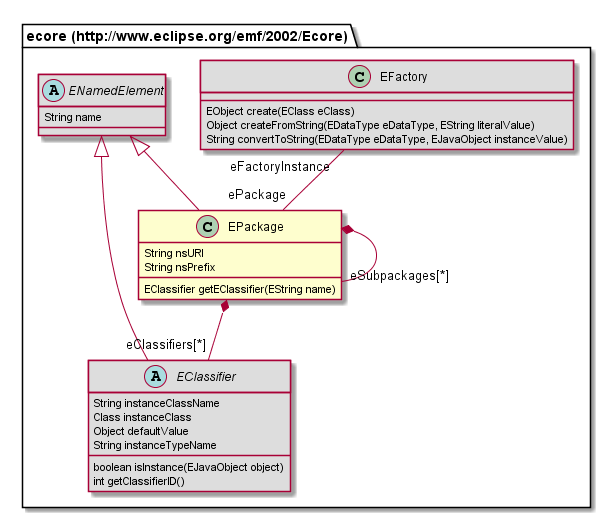 ecore (http://www.eclipse.org/emf/2002/Ecore)
A ENamedElement
String name
C EFactory
EObject create(EClass eClass)
Object createFromString(EDataType eDataType, EString literalValue)
String convertToString(EDataType eDataType, EJavaObject instanceValue)
eFactoryInstance
ePackage
C EPackage
String nsURI
String nsPrefix
EClassifier getEClassifier(EString name)
eSubpackages[*]
eClassifiers[*]
A EClassifier
String instanceClassName
Class instanceClass
Object defaultValue
String instanceTypeName
boolean isInstance(EJavaObject object)
int getClassifierID()